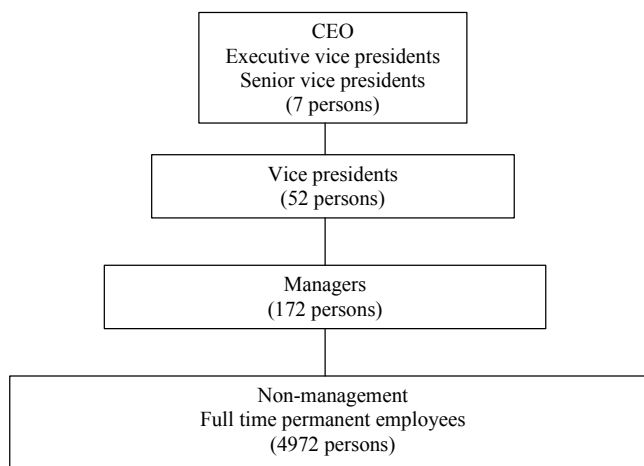 CEO
Executive vice presidents
Senior vice presidents
(7 persons)
Vice presidents
(52 persons)
Managers
(172 persons)
Non-management
Full time permanent employees
(4972 persons)